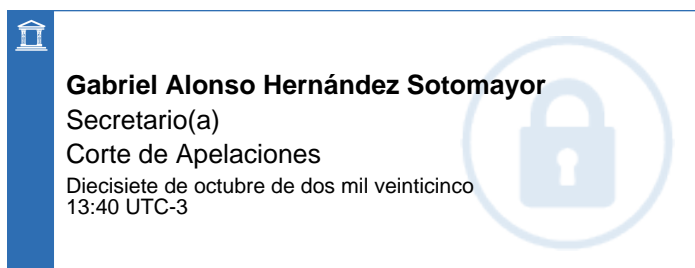 Gabriel Alonso Hernández Sotomayor
Secretario(a)
Corte de Apelaciones
Diecisiete de octubre de dos mil veinticinco
13:40 UTC-3